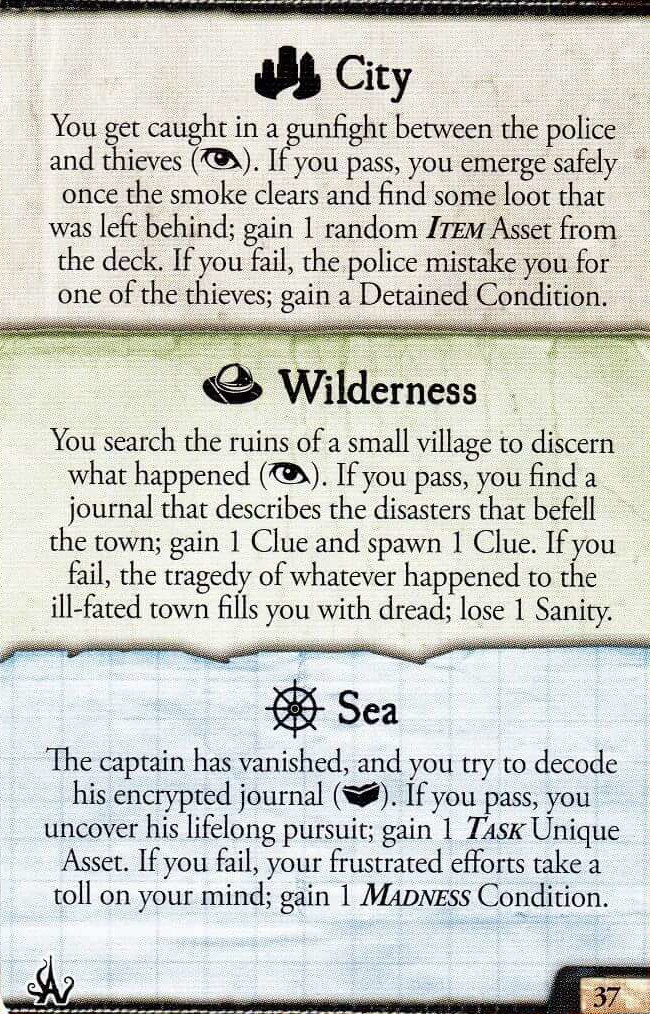 City
You get caught in a gunfight between the police
and thieves (). If you pass, you emerge safely
once the smoke clears and find some loot that
was left behind; gain 1 random ITEM Asset from
the deck. If you fail, the police mistake you for
one of the thieves; gain a Detained Condition.
Wilderness
You search the ruins of a small village to discern
what happened (). If you pass, you find a
journal that describes the disasters that befell
the town; gain 1 Clue and spawn 1 Clue. If you
fail, the tragedy of whatever happened to the
ill-fated town fills you with dread; lose 1 Sanity.
Sea
The captain has vanished, and you try to decode
his encrypted journal (). If you pass, you
uncover his lifelong pursuit; gain 1 TASK Unique
Asset. If you fail, your frustrated efforts take a
toll on your mind; gain 1 MADNESS Condition.
37